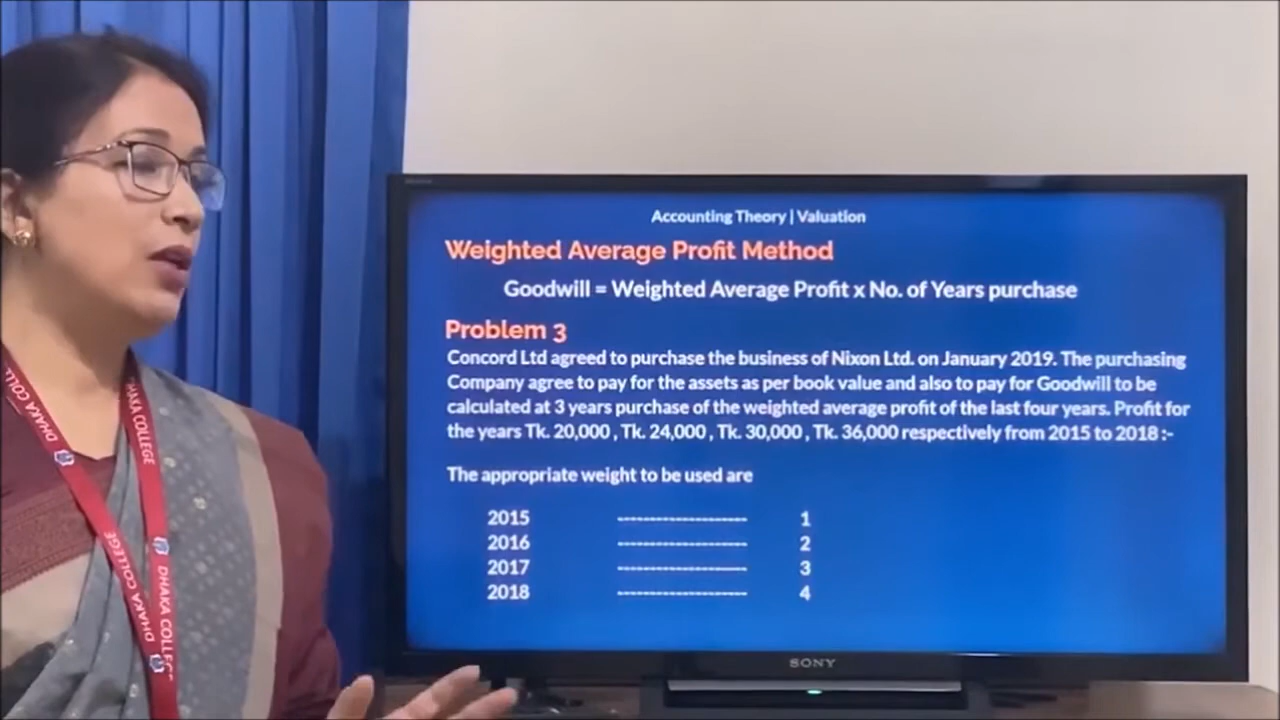 Accounting Theory | Valuation
Weighted Average Profit Method
Goodwill = Weighted Average Profit x No. of Years purchase
Problem 3
Concord Ltd agreed to purchase the business of Nixon Ltd. on January 2019. The purchasing
Company agree to pay for the assets as per book value and also to pay for Goodwill to be
calculated at 3 years purchase of the weighted average profit of the last four years. Profit for
the years Tk. 20,000 , Tk. 24,000 , Tk. 30,000 , Tk. 36,000 respectively from 2015 to 2018 :-
The appropriate weight to be used are
2015 ---------------- 1
2016 ---------------- 2
2017 ---------------- 3
2018 ---------------- 4
SONY
DHAKA COLLEGE
DHAKA COLLEGE
DHAKA COLLEGE
DHAKA COLLEGE